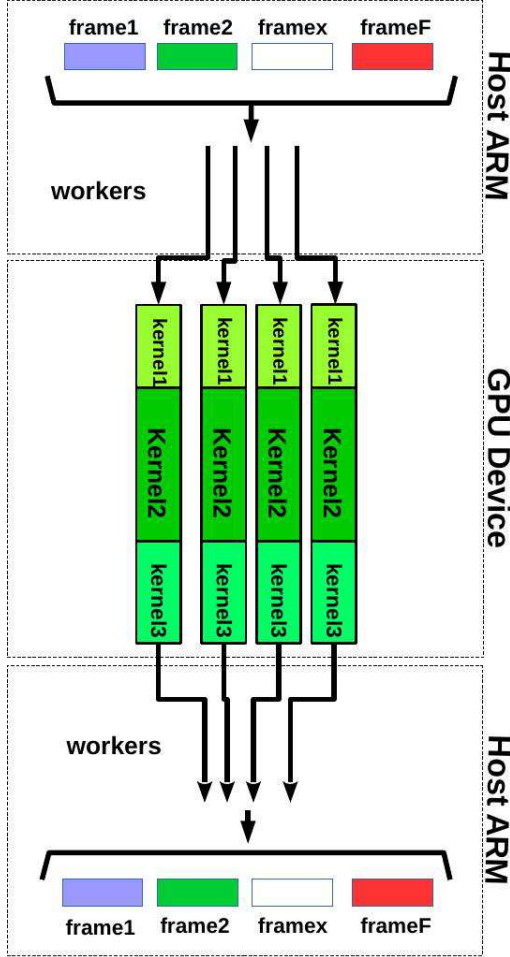 frame1 frame2 framex frameF
Host ARM
workers
kernel1 kernel1 kernel1 kernel1
GPU Device
Kernel2 Kernel2 Kernel2 Kernel2
kernel3 kernel3 kernel3 kernel3
workers
Host ARM
frame1 frame2 framex frameF